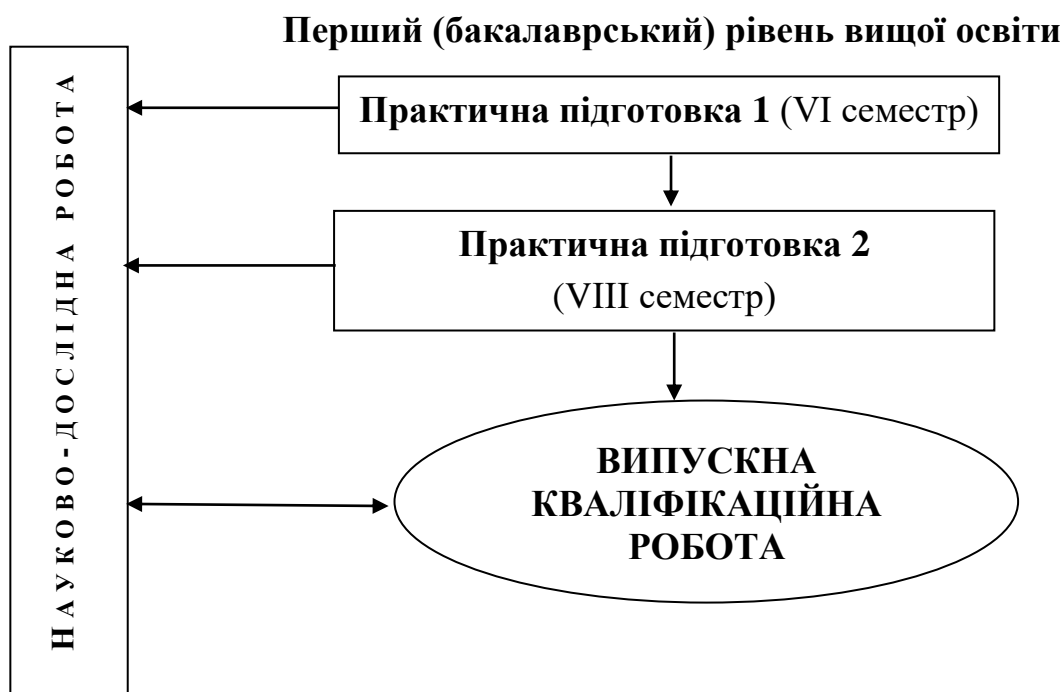 Перший (бакалаврський) рівень вищої освіти
НАУКОВО-ДОСЛІДНА РОБОТА
Практична підготовка 1 (VI семестр)
Практична підготовка 2
(VIII семестр)
ВИПУСКНА
КВАЛІФІКАЦІЙНА
РОБОТА